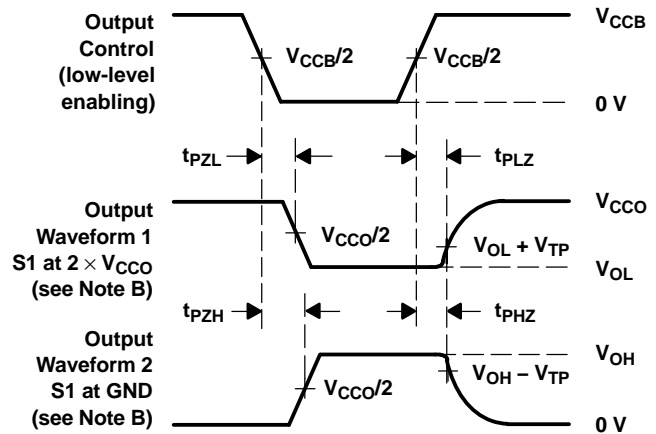 Output
Control
(low-level
enabling)
V_CCB/2
V_CCB/2
V_CCB
0 V
t_PZL
t_PLZ
Output
Waveform 1
S1 at 2 × V_CCO
(see Note B)
V_CCO/2
V_CCO
V_OL + V_TP
V_OL
t_PZH
t_PHZ
Output
Waveform 2
S1 at GND
(see Note B)
V_CCO/2
V_OH
V_OH − V_TP
0 V